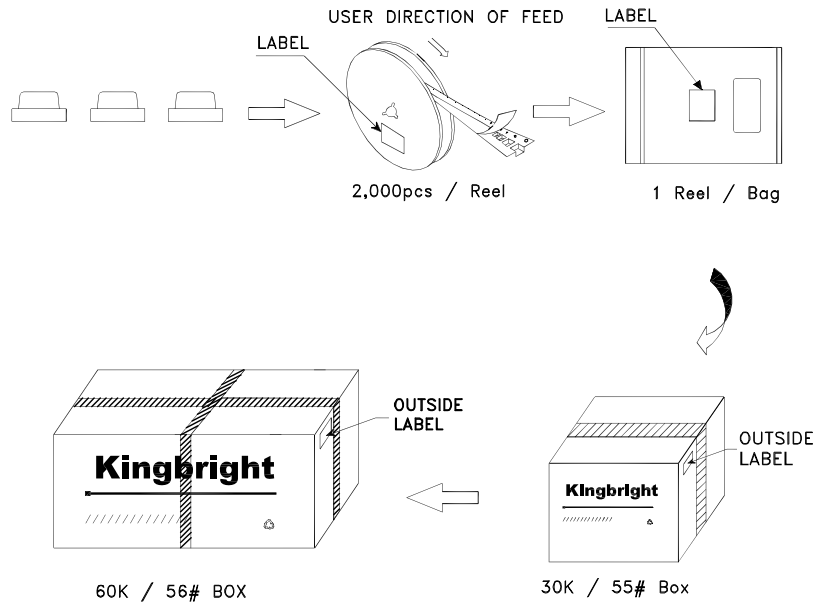 USER DIRECTION OF FEED
LABEL
LABEL
2,000pcs / Reel
1 Reel / Bag
OUTSIDE
LABEL
Kingbright
60K / 56# BOX
OUTSIDE
LABEL
Kingbright
30K / 55# Box